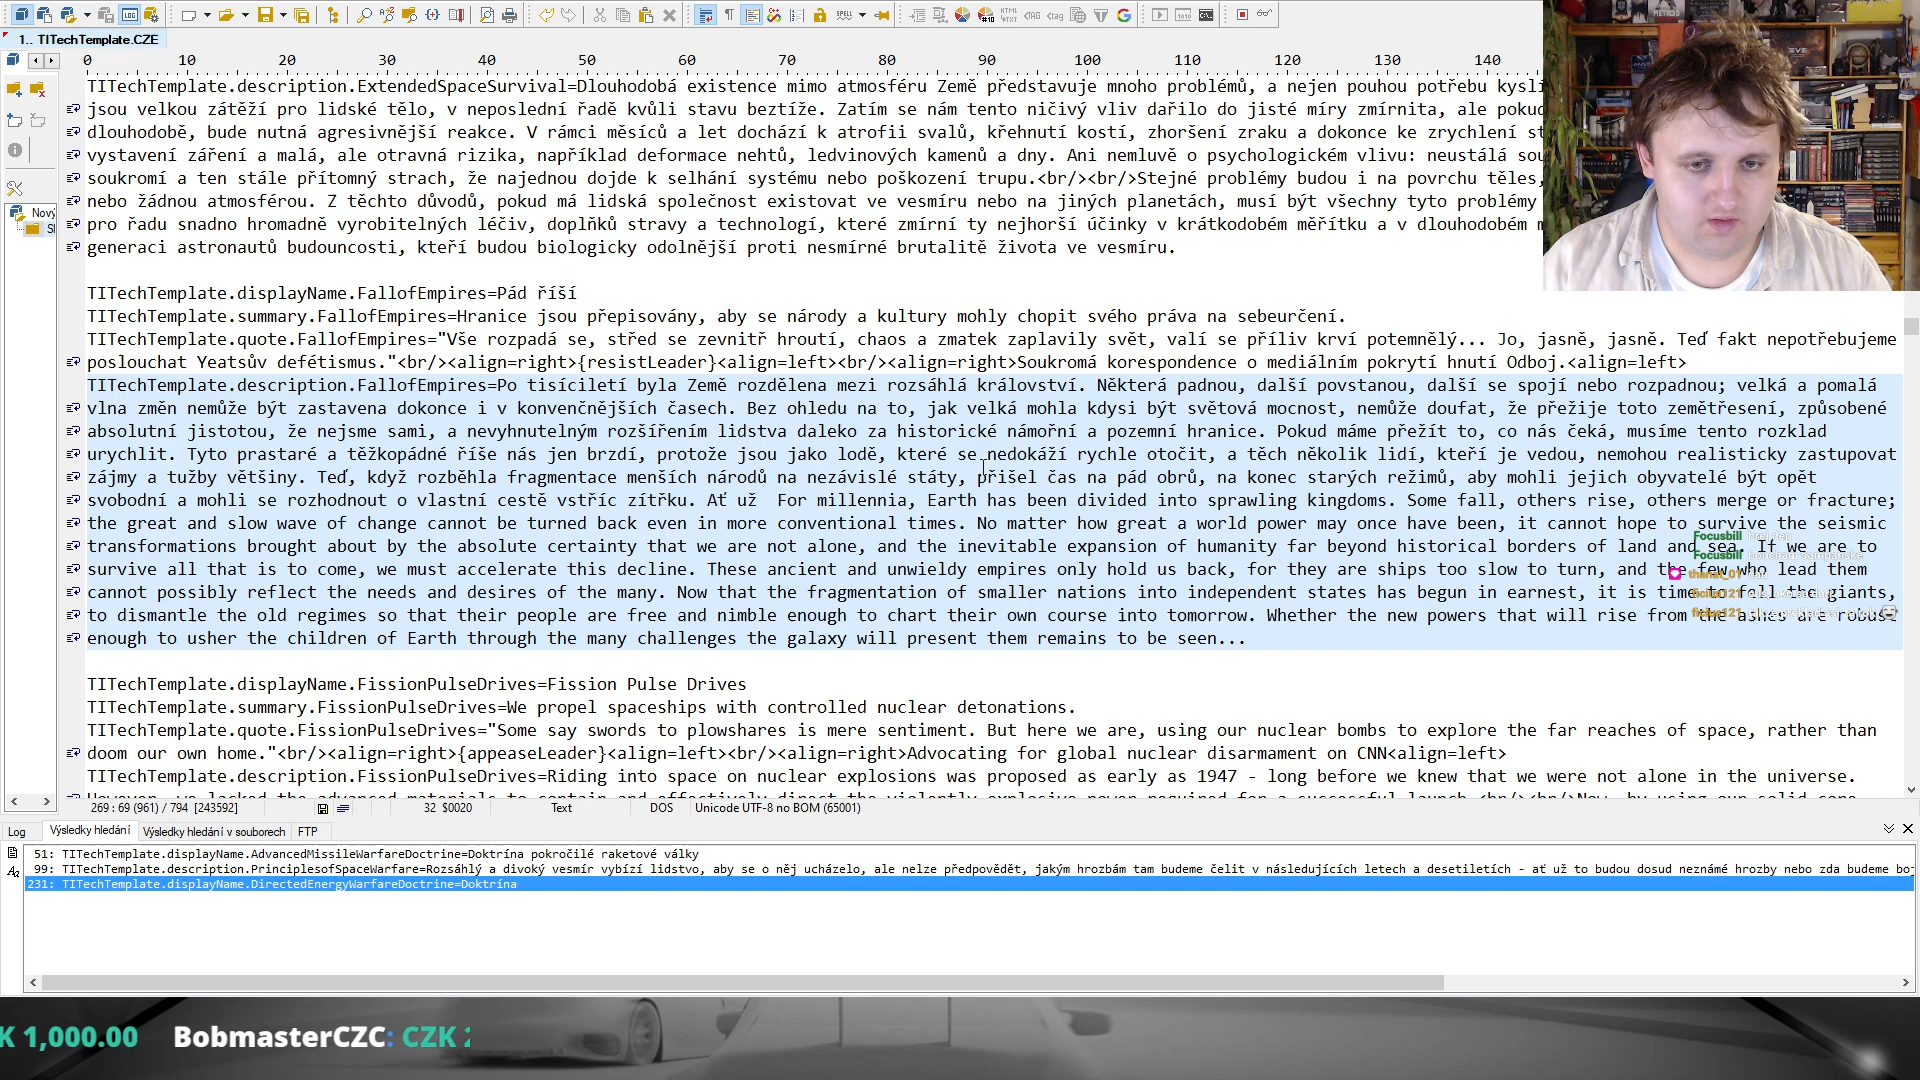 1.. TITechTemplate.CZE
0 10 20 30 40 50 60 70 80 90 100 110 120 130 140
TITechTemplate.description.ExtendedSpaceSurvival=Dlouhodobá existence mimo atmosféru Země představuje mnoho problémů, a nejen pouhou potřebu kyslí
jsou velkou zátěží pro lidské tělo, v neposlední řadě kvůli stavu beztíže. Zatím se nám tento ničivý vliv dařilo do jisté míry zmírnita, ale pokud
dlouhodobě, bude nutná agresivnější reakce. V rámci měsíců a let dochází k atrofii svalů, křehnutí kostí, zhoršení zraku a dokonce ke zrychlení st
vystavení záření a malá, ale otravná rizika, například deformace nehtů, ledvinových kamenů a dny. Ani nemluvě o psychologickém vlivu: neustálá sou
soukromí a ten stále přítomný strach, že najednou dojde k selhání systému nebo poškození trupu.<br/><br/>Stejné problémy budou i na povrchu těles,
nebo žádnou atmosférou. Z těchto důvodů, pokud má lidská společnost existovat ve vesmíru nebo na jiných planetách, musí být všechny tyto problémy
pro řadu snadno hromadně vyrobitelných léčiv, doplňků stravy a technologí, které zmírní ty nejhorší účinky v krátkodobém měřítku a v dlouhodobém m
generaci astronautů budoucnosti, kteří budou biologicky odolnější proti nesmírné brutalitě života ve vesmíru.
TITechTemplate.displayName.FallofEmpires=Pád říší
TITechTemplate.summary.FallofEmpires=Hranice jsou přepisovány, aby se národy a kultury mohly chopit svého práva na sebeurčení.
TITechTemplate.quote.FallofEmpires="Vše rozpadá se, střed se zevnitř hroutí, chaos a zmatek zaplavily svět, valí se příliv krví potemnělý... Jo, jasně, jasně. Teď fakt nepotřebujeme
poslouchat Yeatsův defétismus."<br/><align=right>{resistLeader}<align=left><br/><align=right>Soukromá korespondence o mediálním pokrytí hnutí Odboj.<align=left>
TITechTemplate.description.FallofEmpires=Po tisíciletí byla Země rozdělena mezi rozsáhlá království. Některá padnou, další povstanou, další se spojí nebo rozpadnou; velká a pomalá
vlna změn nemůže být zastavena dokonce i v konvenčnějších časech. Bez ohledu na to, jak velká mohla kdysi být světová mocnost, nemůže doufat, že přežije toto zemětřesení, způsobené
absolutní jistotou, že nejsme sami, a nevyhnutelným rozšířením lidstva daleko za historické námořní a pozemní hranice. Pokud máme přežít to, co nás čeká, musíme tento rozklad
urychlit. Tyto prastaré a těžkopádné říše nás jen brzdí, protože jsou jako lodě, které se nedokáží rychle otočit, a těch několik lidí, kteří je vedou, nemohou realisticky zastupovat
zájmy a tužby většiny. Teď, když rozběhla fragmentace menších národů na nezávislé státy, přišel čas na pád obrů, na konec starých režimů, aby mohli jejich obyvatelé být opět
svobodní a mohli se rozhodnout o vlastní cestě vstříc zítřku. Ať už  For millennia, Earth has been divided into sprawling kingdoms. Some fall, others rise, others merge or fracture;
the great and slow wave of change cannot be turned back even in more conventional times. No matter how great a world power may once have been, it cannot hope to survive the seismic
transformations brought about by the absolute certainty that we are not alone, and the inevitable expansion of humanity far beyond historical borders of land and sea. If we are to
survive all that is to come, we must accelerate this decline. These ancient and unwieldy empires only hold us back, for they are ships too slow to turn, and the few who lead them
cannot possibly reflect the needs and desires of the many. Now that the fragmentation of smaller nations into independent states has begun in earnest, it is time to fell the giants,
to dismantle the old regimes so that their people are free and nimble enough to chart their own course into tomorrow. Whether the new powers that will rise from the ashes are robust
enough to usher the children of Earth through the many challenges the galaxy will present them remains to be seen...
Focusbill
Focusbill
thanat_01
ficius121
ficius121
TITechTemplate.displayName.FissionPulseDrives=Fission Pulse Drives
TITechTemplate.summary.FissionPulseDrives=We propel spaceships with controlled nuclear detonations.
TITechTemplate.quote.FissionPulseDrives="Some say swords to plowshares is mere sentiment. But here we are, using our nuclear bombs to explore the far reaches of space, rather than
doom our own home."<br/><align=right>{appeaseLeader}<align=left><br/><align=right>Advocating for global nuclear disarmament on CNN<align=left>
TITechTemplate.description.FissionPulseDrives=Riding into space on nuclear explosions was proposed as early as 1947 - long before we knew that we were not alone in the universe.
Nový
269 : 69 (961) / 794 [243592] 32 $0020 Text DOS Unicode UTF-8 no BOM (65001)
Log Výsledky hledání Výsledky hledání v souborech FTP
51: TITechTemplate.displayName.AdvancedMissileWarfareDoctrine=Doktrína pokročilé raketové války
99: TITechTemplate.description.PrinciplesofSpaceWarfare=Rozsáhlý a divoký vesmír vybízí lidstvo, aby se o něj ucházelo, ale nelze předpovědět, jakým hrozbám tam budeme čelit v následujících letech a desetiletích - ať už to budou dosud neznámé hrozby nebo zda budeme bo
231: TITechTemplate.displayName.DirectedEnergyWarfareDoctrine=Doktrína
K 1,000.00 BobmasterCZC: CZK 2